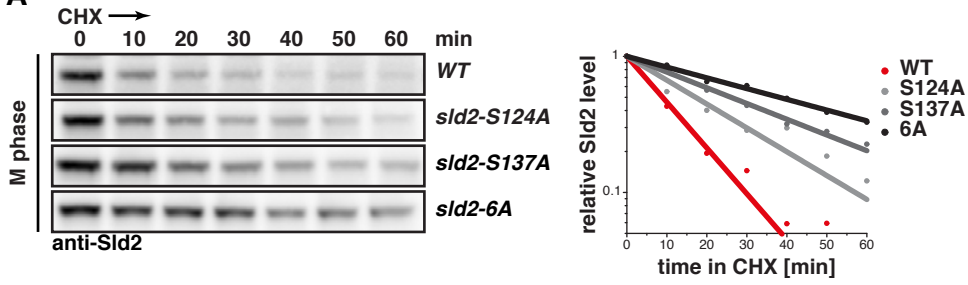 A
CHX
0 10 20 30 40 50 60 min
WT
sld2-S124A
sld2-S137A
sld2-6A
M phase
anti-Sld2
relative Sld2 level
1
0.1
0 10 20 30 40 50 60
time in CHX [min]
WT
S124A
S137A
6A